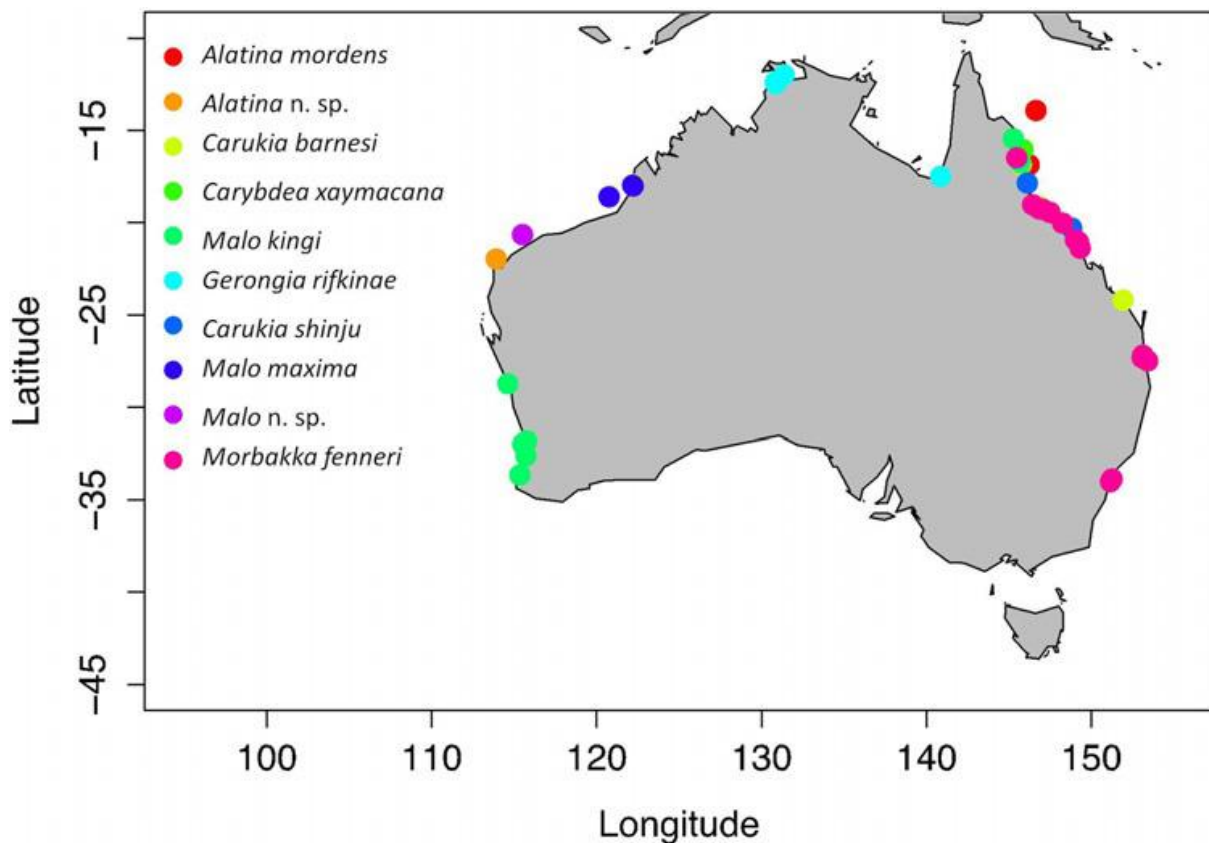 Alatina mordens
Alatina n. sp.
Carukia barnesi
Carybdea xaymacana
Malo kingi
Gerongia rifkinae
Carukia shinju
Malo maxima
Malo n. sp.
Morbakka fenneri
Latitude
−15
−25
−35
−45
100 110 120 130 140 150
Longitude